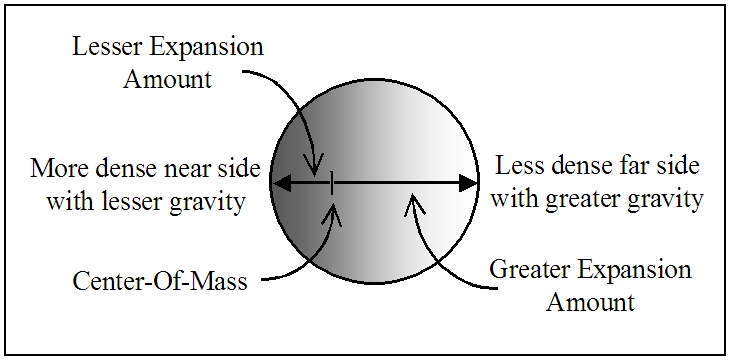 Lesser Expansion
Amount
More dense near side
with lesser gravity
Less dense far side
with greater gravity
Center-Of-Mass
Greater Expansion
Amount